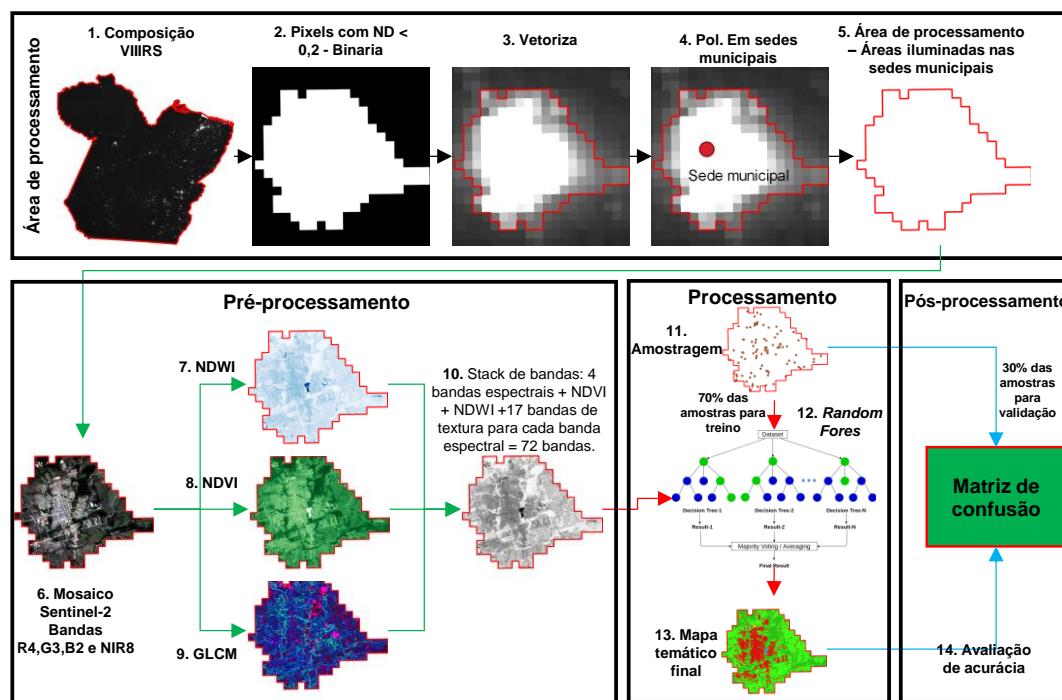 Área de processamento
1. Composição
VIIIRS
2. Pixels com ND <
0,2 - Binaria
3. Vetoriza
4. Pol. Em sedes
municipais
5. Área de processamento
– Áreas iluminadas nas
sedes municipais
Sede municipal
Pré-processamento
7. NDWI
8. NDVI
9. GLCM
6. Mosaico
Sentinel-2
Bandas
R4,G3,B2 e NIR8
10. Stack de bandas: 4
bandas espectrais + NDVI
+ NDWI +17 bandas de
textura para cada banda
espectral = 72 bandas.
Processamento
11.
Amostragem
70% das
amostras para
treino
12. Random
Fores
Dataset
Decision Tree-1
Decision Tree-2
Decision Tree-N
Result-1
Result-2
Result-N
Majority Voting / Averaging
Final Result
13. Mapa
temático
final
Pós-processamento
30% das
amostras
para
validação
Matriz de
confusão
14. Avaliação
de acurácia